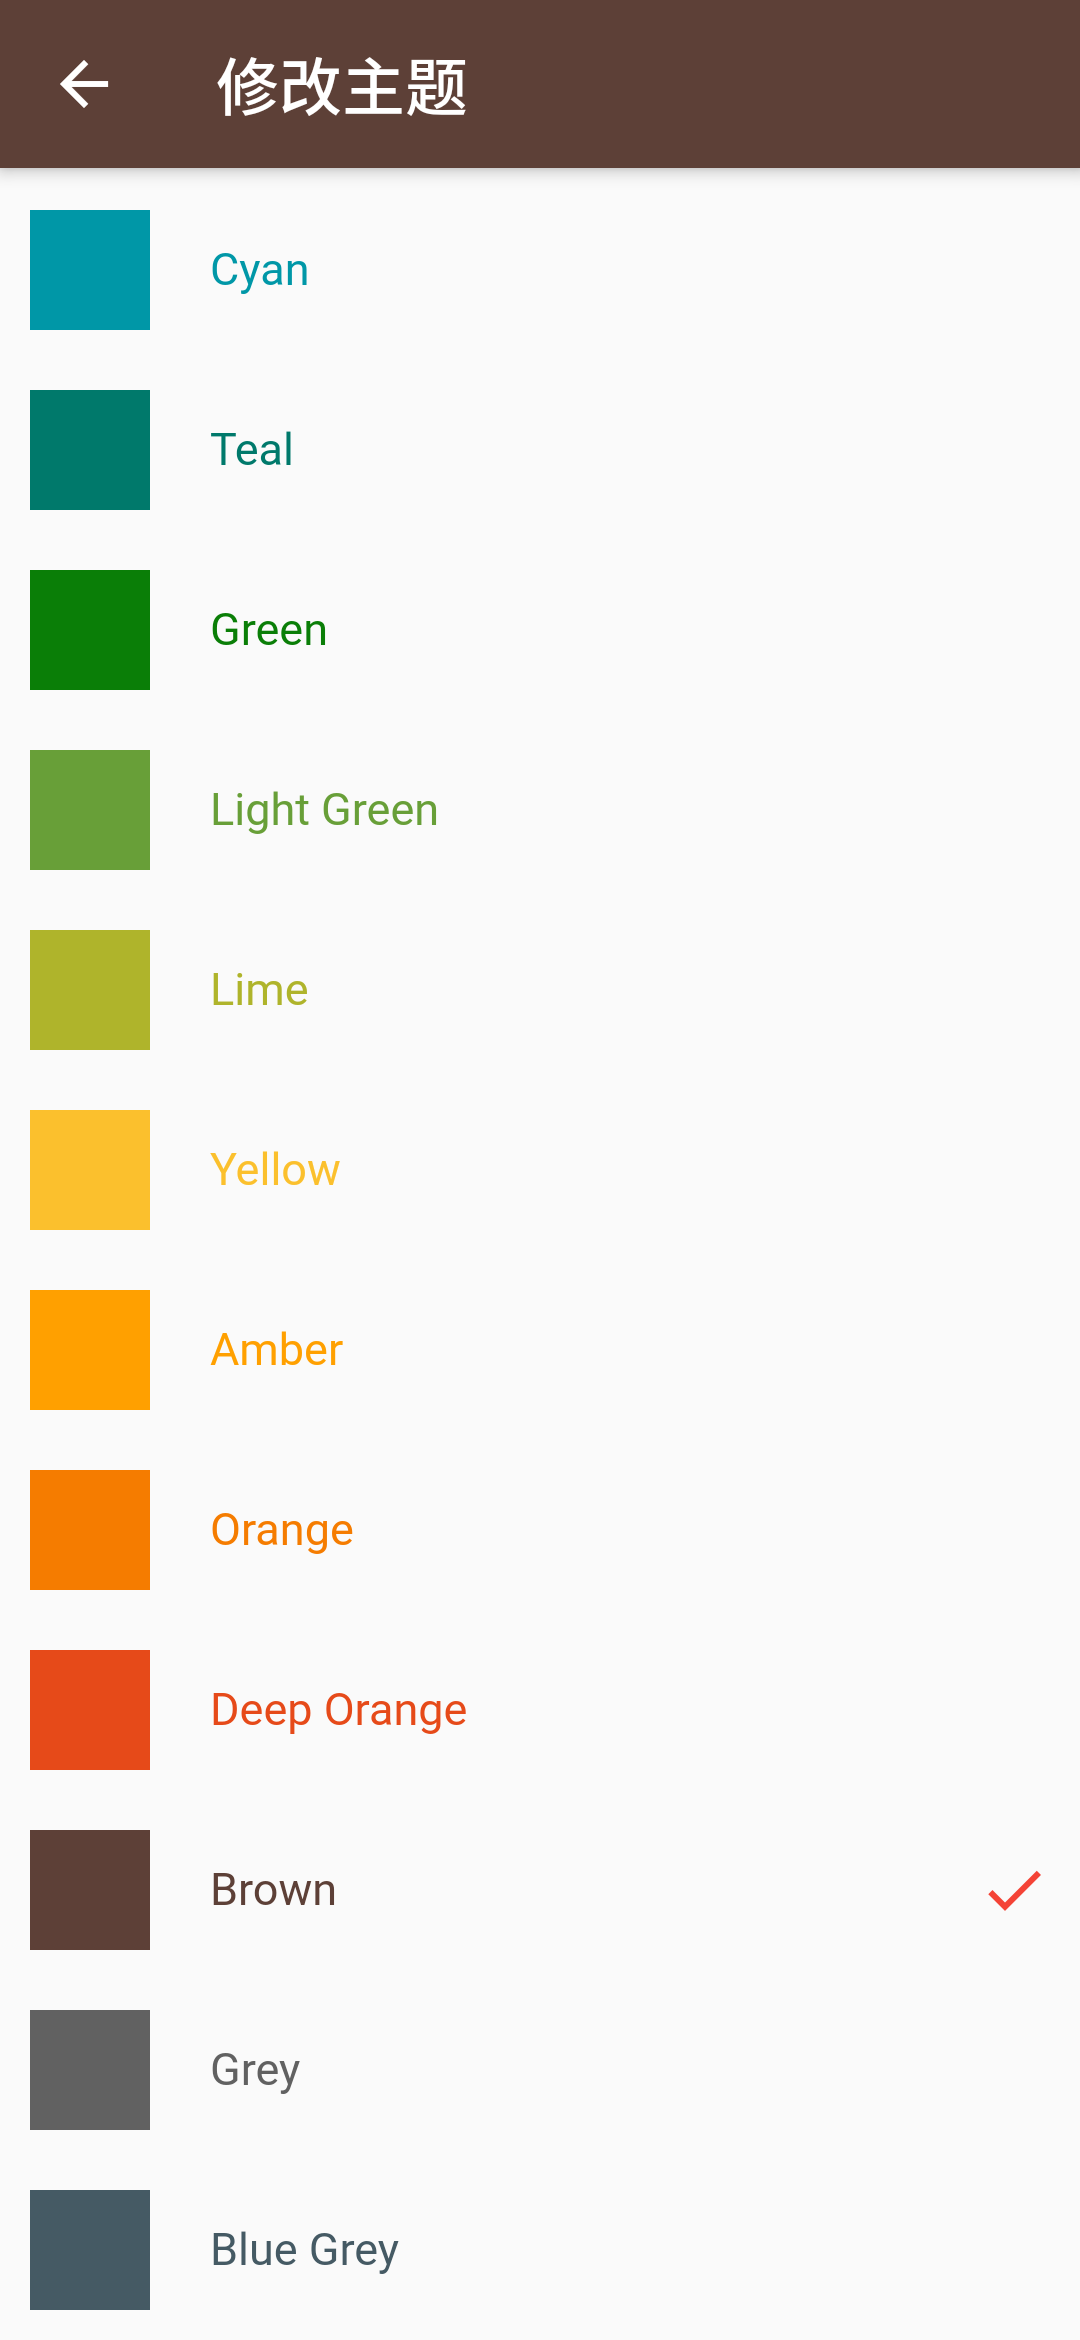 修改主题
Cyan
Teal
Green
Light Green
Lime
Yellow
Amber
Orange
Deep Orange
Brown
Grey
Blue Grey